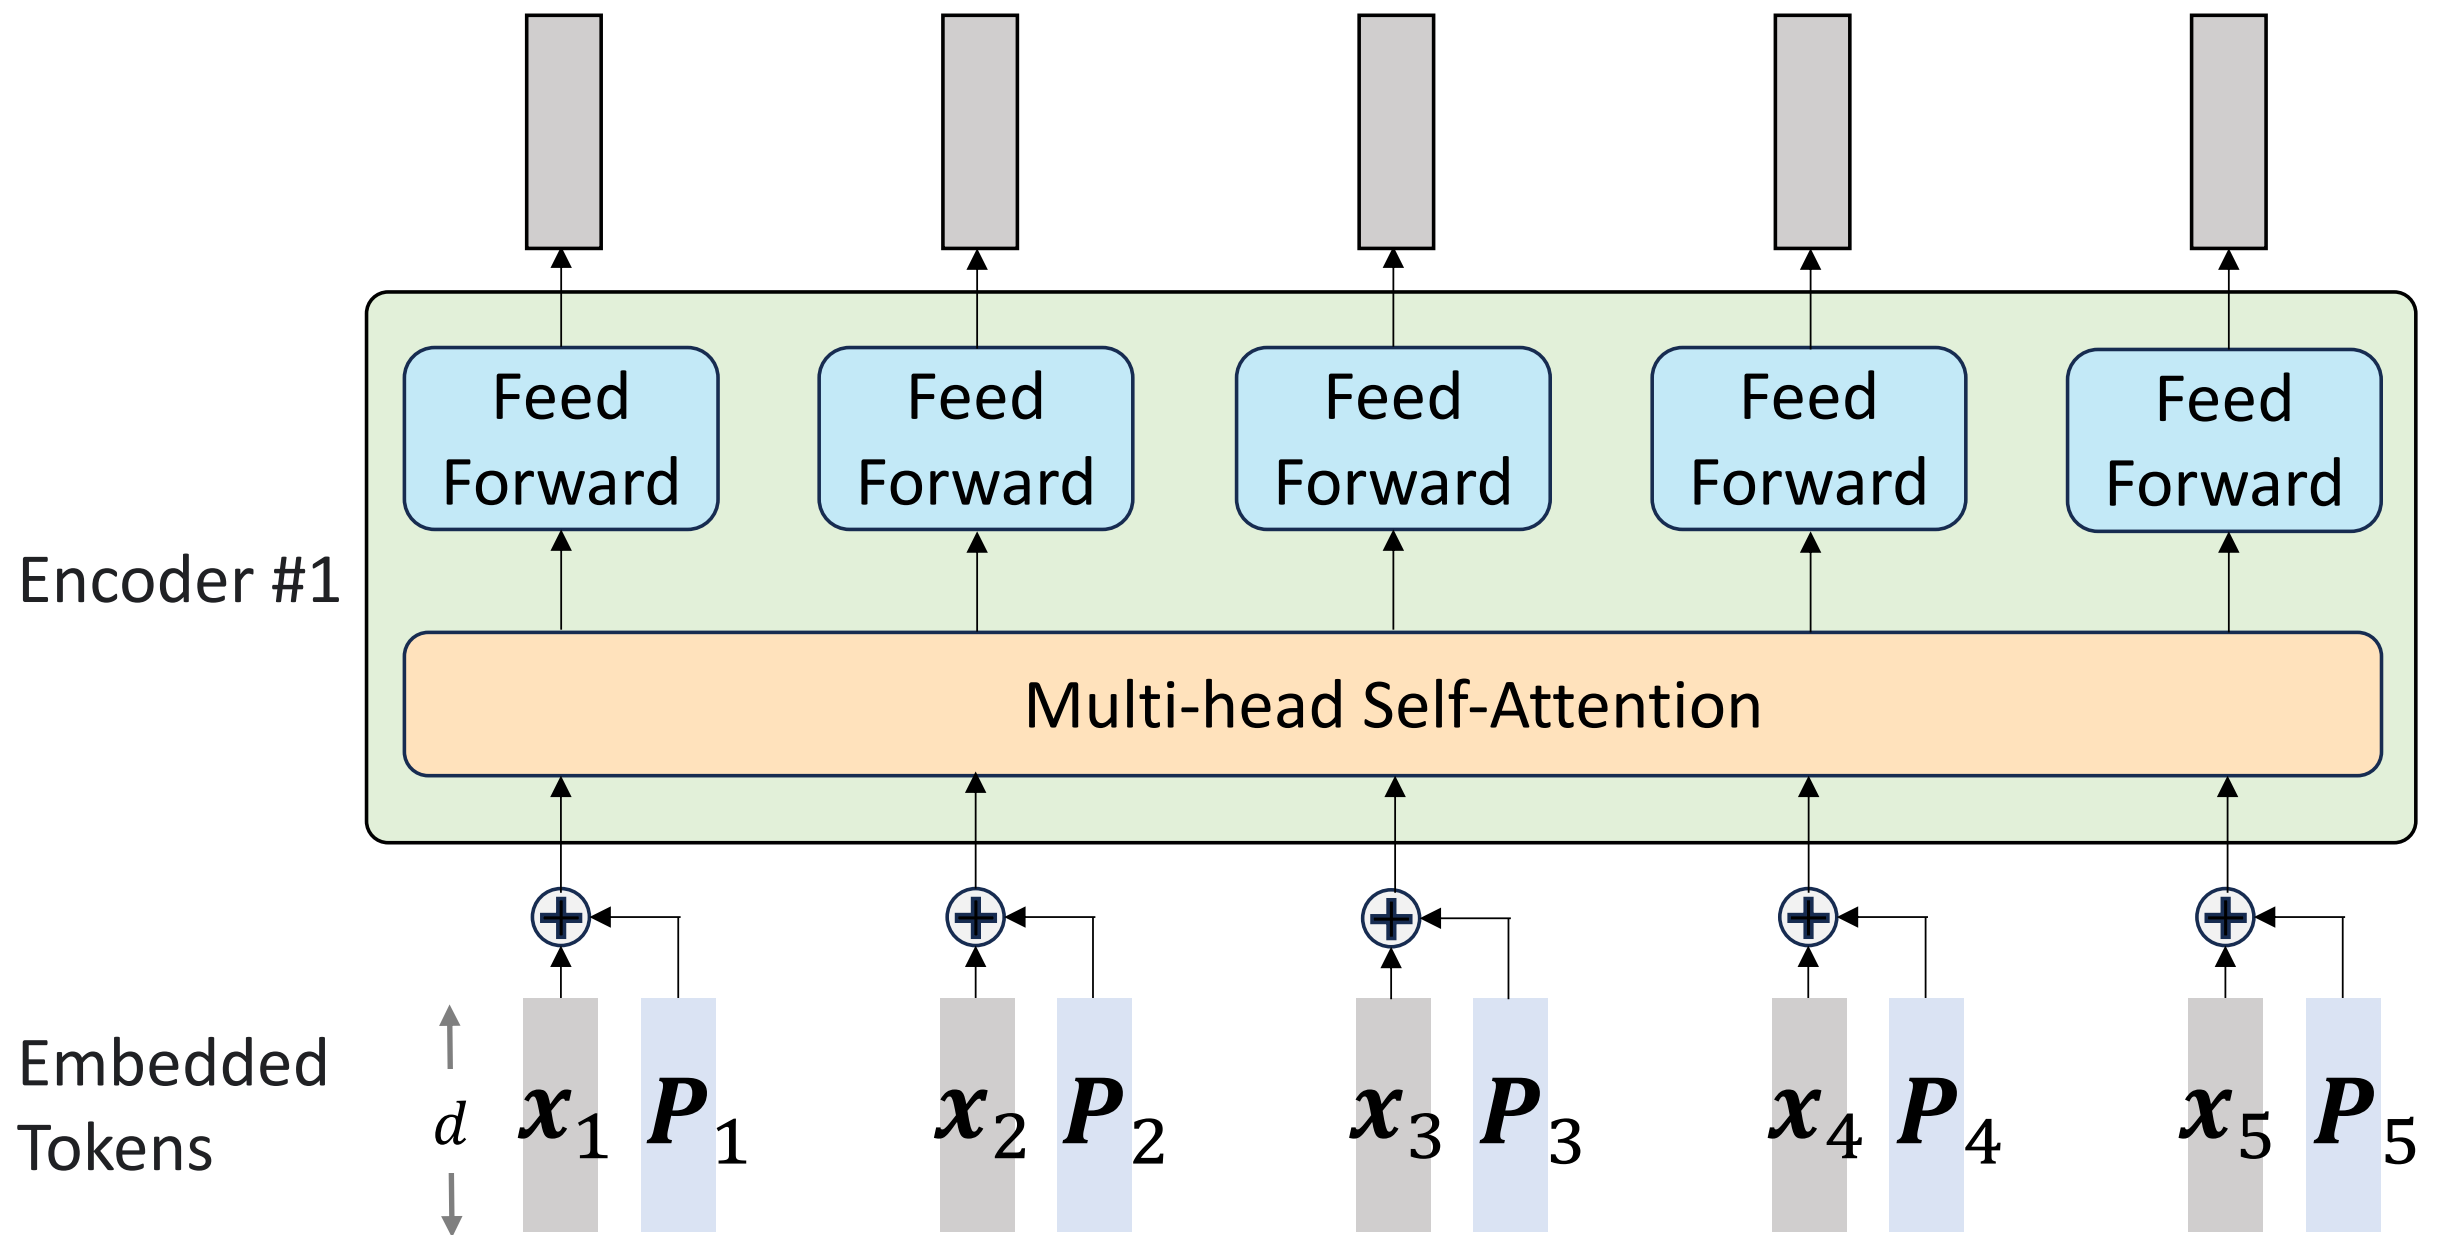 Feed Forward
Feed Forward
Feed Forward
Feed Forward
Feed Forward
Encoder #1
Multi-head Self-Attention
Embedded
Tokens
d
x₁ P₁ x₂ P₂ x₃ P₃ x₄ P₄ x₅ P₅